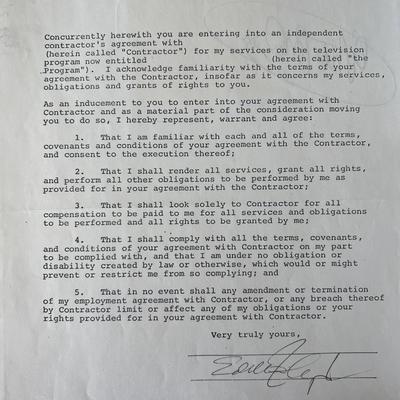 Concurrently herewith you are entering into an independent
contractor's agreement with
(herein called "Contractor") for my services on the television
program now entitled (herein called "the
Program"). I acknowledge familiarity with the terms of your
agreement with the Contractor, insofar as it concerns my services,
obligations and grants of rights to you.
As an inducement to you to enter into your agreement with
Contractor and as a material part of the consideration moving
you to do so, I hereby represent, warrant and agree:
1. That I am familiar with each and all of the terms,
covenants and conditions of your agreement with the Contractor,
and consent to the execution thereof;
2. That I shall render all services, grant all rights,
and perform all other obligations to be performed by me as
provided for in your agreement with the Contractor;
3. That I shall look solely to Contractor for all
compensation to be paid to me for all services and obligations
to be performed and all rights to be granted by me;
4. That I shall comply with all the terms, covenants,
and conditions of your agreement with Contractor on my part
to be complied with, and that I am under no obligation or
disability created by law or otherwise, which would or might
prevent or restrict me from so complying; and
5. That in no event shall any amendment or termination
of my employment agreement with Contractor, or any breach thereof
by Contractor limit or affect any of my obligations or your
rights provided for in your agreement with Contractor.
Very truly yours,